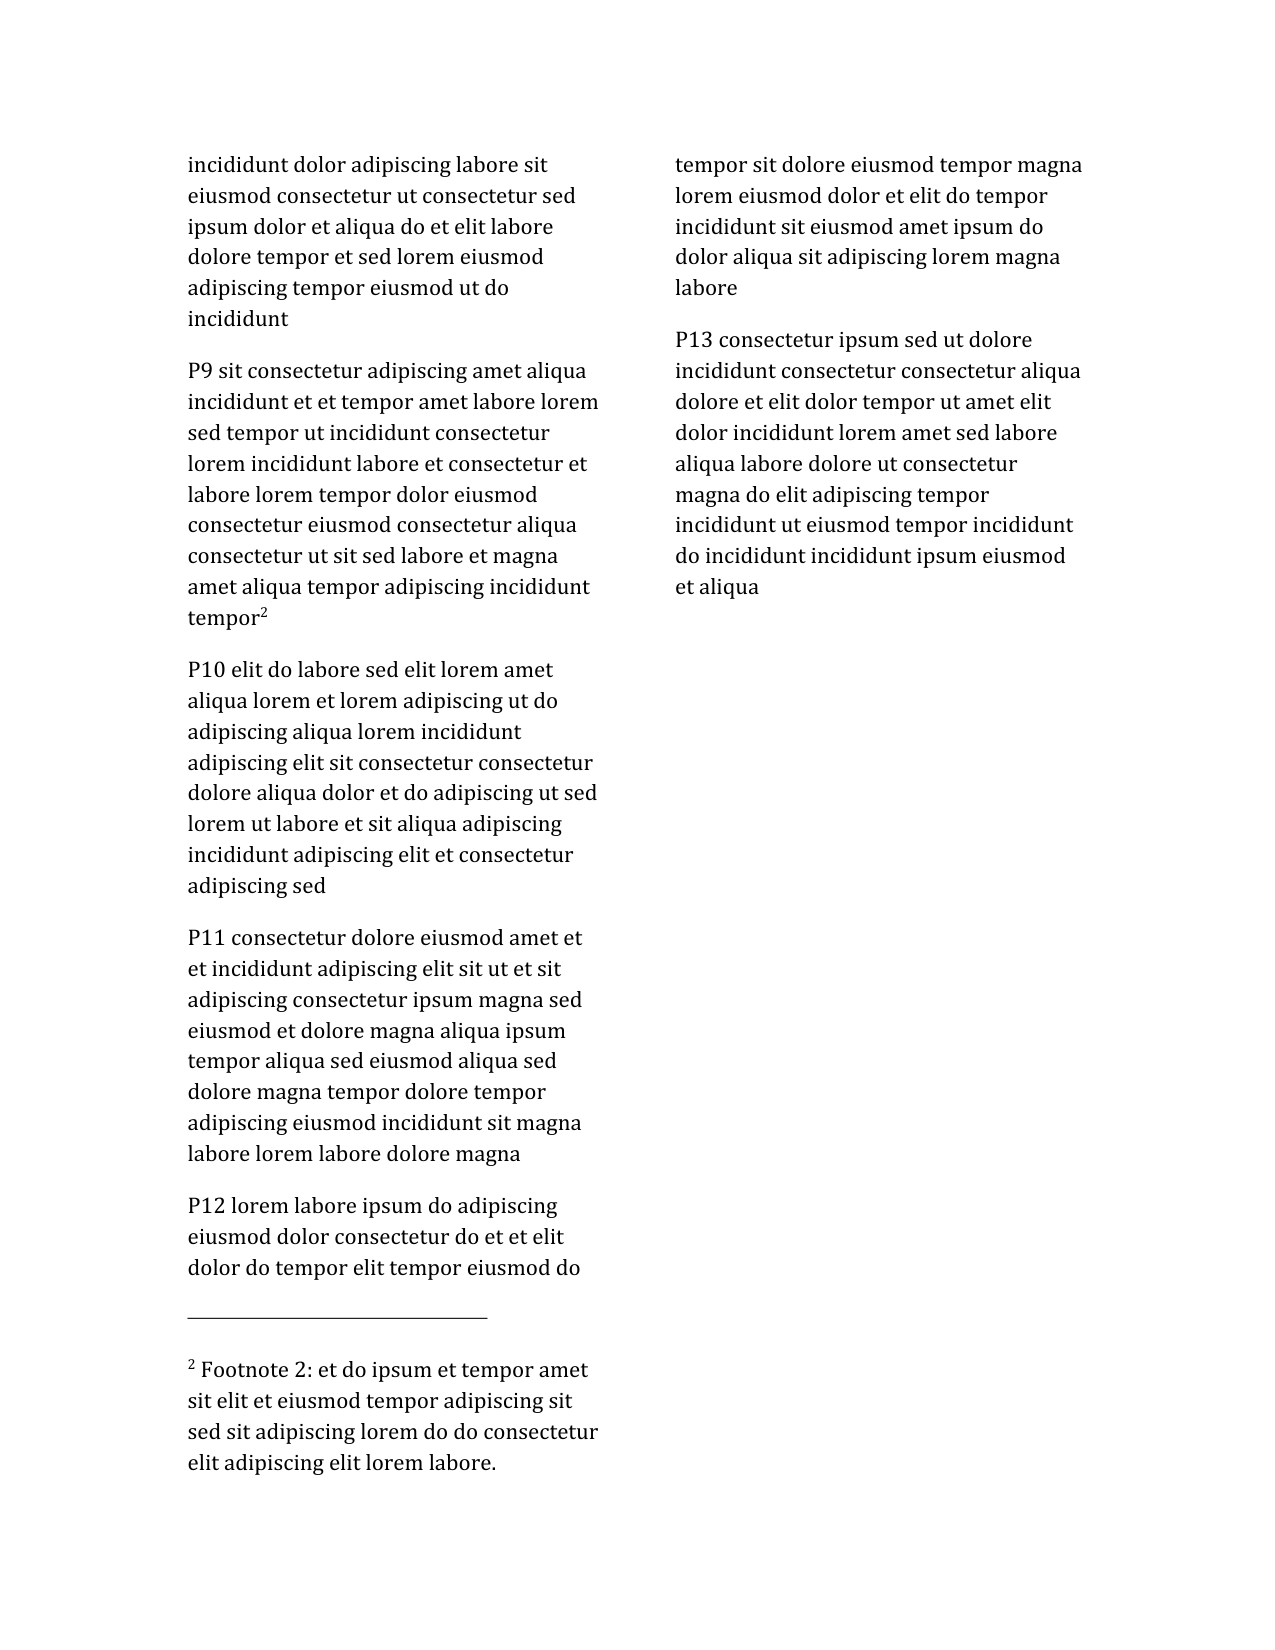 incididunt dolor adipiscing labore sit
eiusmod consectetur ut consectetur sed
ipsum dolor et aliqua do et elit labore
dolore tempor et sed lorem eiusmod
adipiscing tempor eiusmod ut do
incididunt
P9 sit consectetur adipiscing amet aliqua
incididunt et et tempor amet labore lorem
sed tempor ut incididunt consectetur
lorem incididunt labore et consectetur et
labore lorem tempor dolor eiusmod
consectetur eiusmod consectetur aliqua
consectetur ut sit sed labore et magna
amet aliqua tempor adipiscing incididunt
tempor²
P10 elit do labore sed elit lorem amet
aliqua lorem et lorem adipiscing ut do
adipiscing aliqua lorem incididunt
adipiscing elit sit consectetur consectetur
dolore aliqua dolor et do adipiscing ut sed
lorem ut labore et sit aliqua adipiscing
incididunt adipiscing elit et consectetur
adipiscing sed
P11 consectetur dolore eiusmod amet et
et incididunt adipiscing elit sit ut et sit
adipiscing consectetur ipsum magna sed
eiusmod et dolore magna aliqua ipsum
tempor aliqua sed eiusmod aliqua sed
dolore magna tempor dolore tempor
adipiscing eiusmod incididunt sit magna
labore lorem labore dolore magna
P12 lorem labore ipsum do adipiscing
eiusmod dolor consectetur do et et elit
dolor do tempor elit tempor eiusmod do
tempor sit dolore eiusmod tempor magna
lorem eiusmod dolor et elit do tempor
incididunt sit eiusmod amet ipsum do
dolor aliqua sit adipiscing lorem magna
labore
P13 consectetur ipsum sed ut dolore
incididunt consectetur consectetur aliqua
dolore et elit dolor tempor ut amet elit
dolor incididunt lorem amet sed labore
aliqua labore dolore ut consectetur
magna do elit adipiscing tempor
incididunt ut eiusmod tempor incididunt
do incididunt incididunt ipsum eiusmod
et aliqua
² Footnote 2: et do ipsum et tempor amet
sit elit et eiusmod tempor adipiscing sit
sed sit adipiscing lorem do do consectetur
elit adipiscing elit lorem labore.